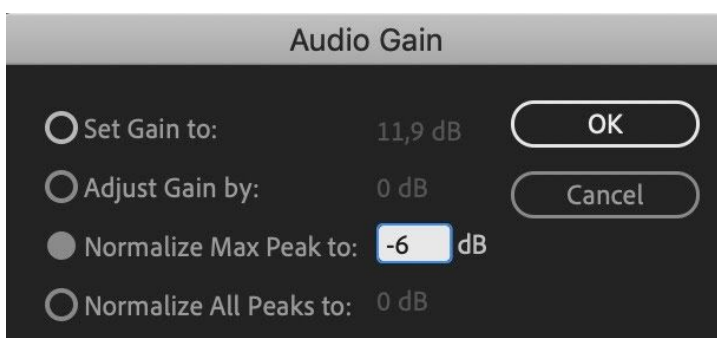 Audio Gain
Set Gain to: 11,9 dB OK
Adjust Gain by: 0 dB Cancel
Normalize Max Peak to: -6 dB
Normalize All Peaks to: 0 dB